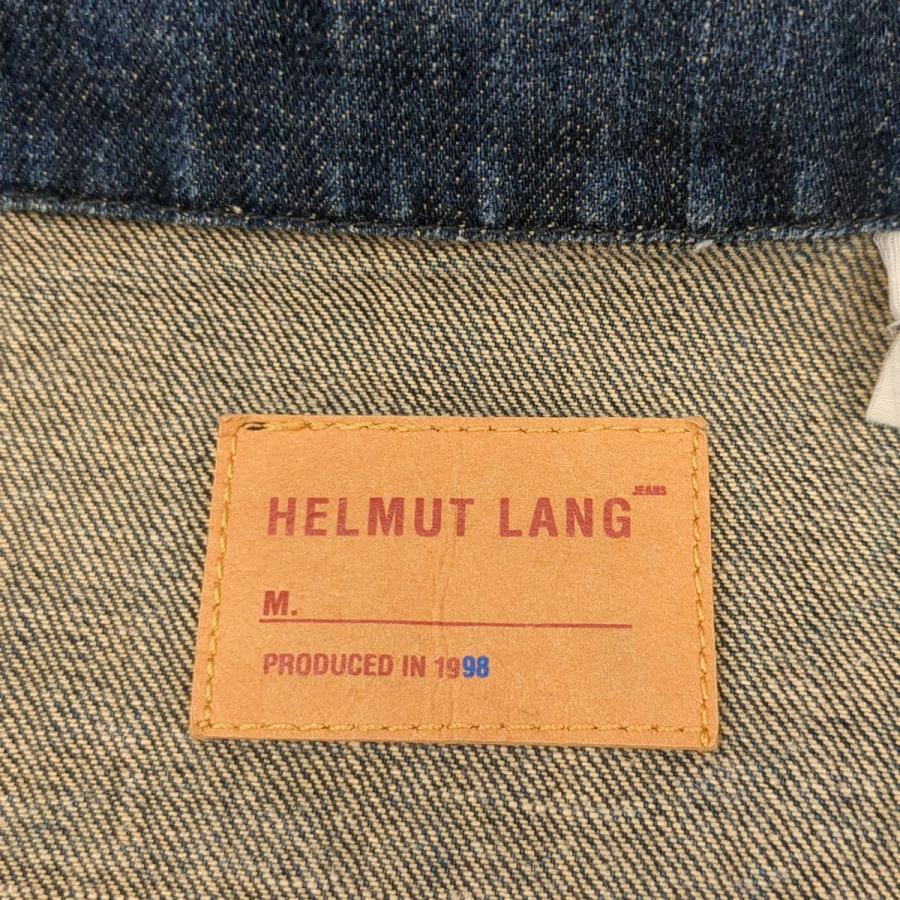 HELMUT LANG JEANS
M.
PRODUCED IN 1998